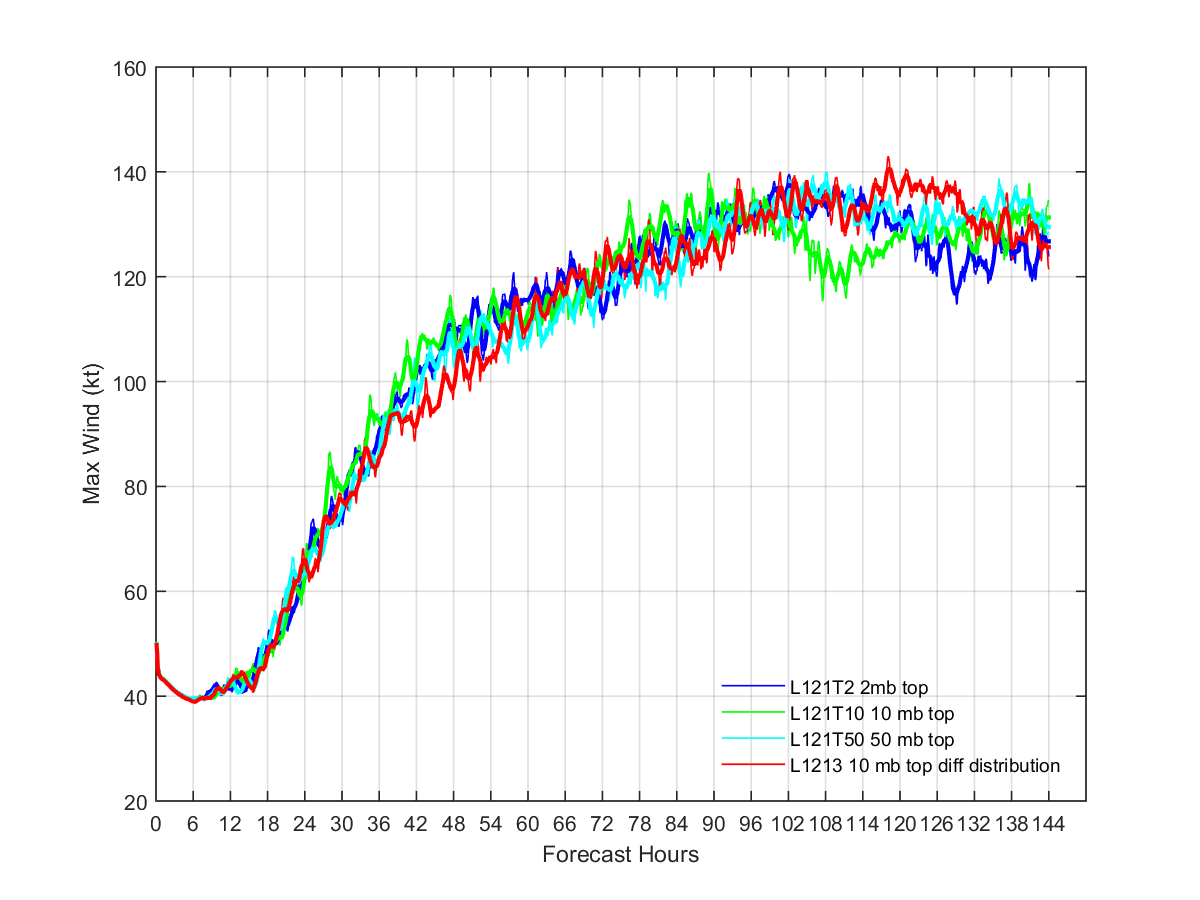 160
140
120
100
80
60
40
20
Max Wind (kt)
L121T2 2mb top
L121T10 10 mb top
L121T50 50 mb top
L1213 10 mb top diff distribution
0 6 12 18 24 30 36 42 48 54 60 66 72 78 84 90 96 102 108 114 120 126 132 138 144
Forecast Hours